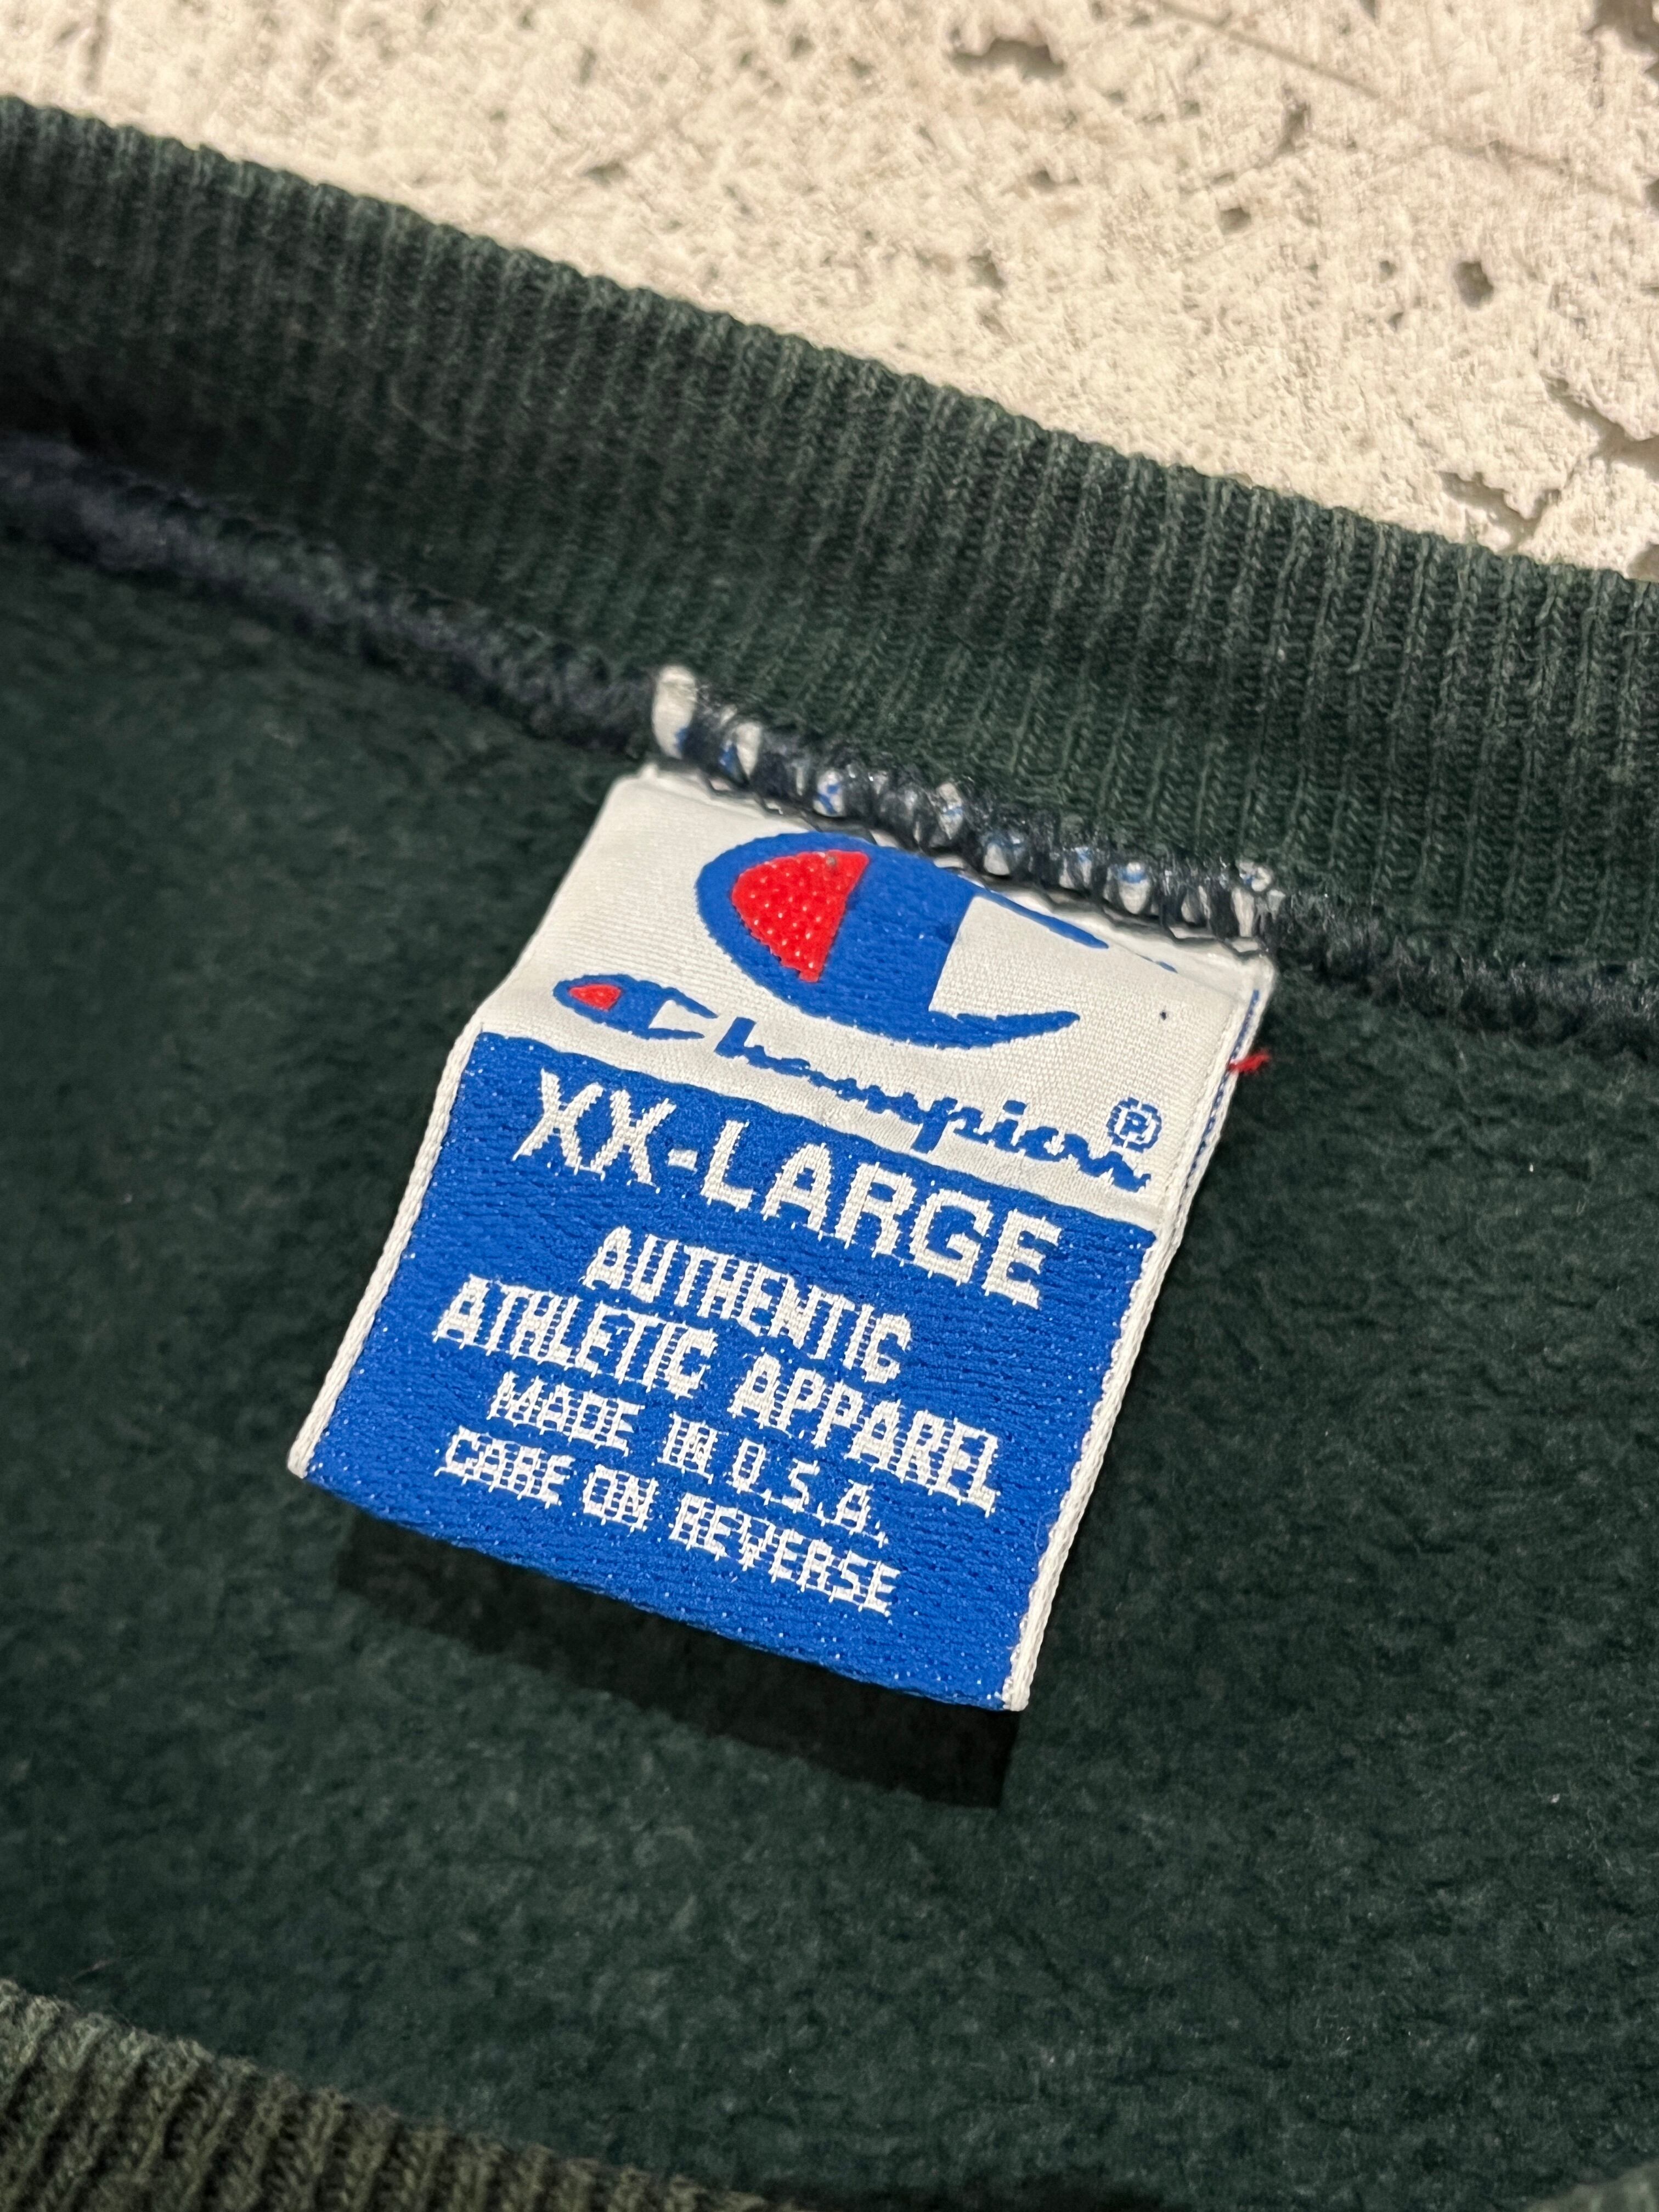 Champion®
XX-LARGE
AUTHENTIC
ATHLETIC APPAREL
MADE IN U.S.A.
CARE ON REVERSE